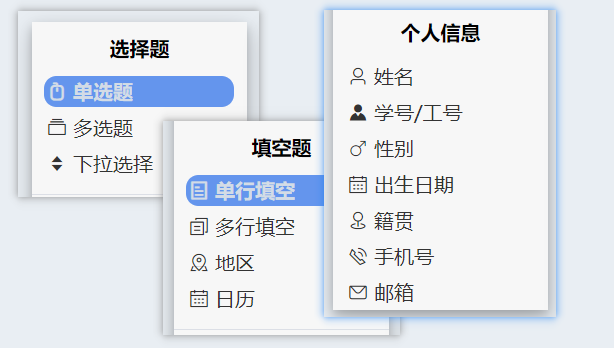 选择题
单选题
多选题
下拉选择
填空题
单行填空
多行填空
地区
日历
个人信息
姓名
学号/工号
性别
出生日期
籍贯
手机号
邮箱